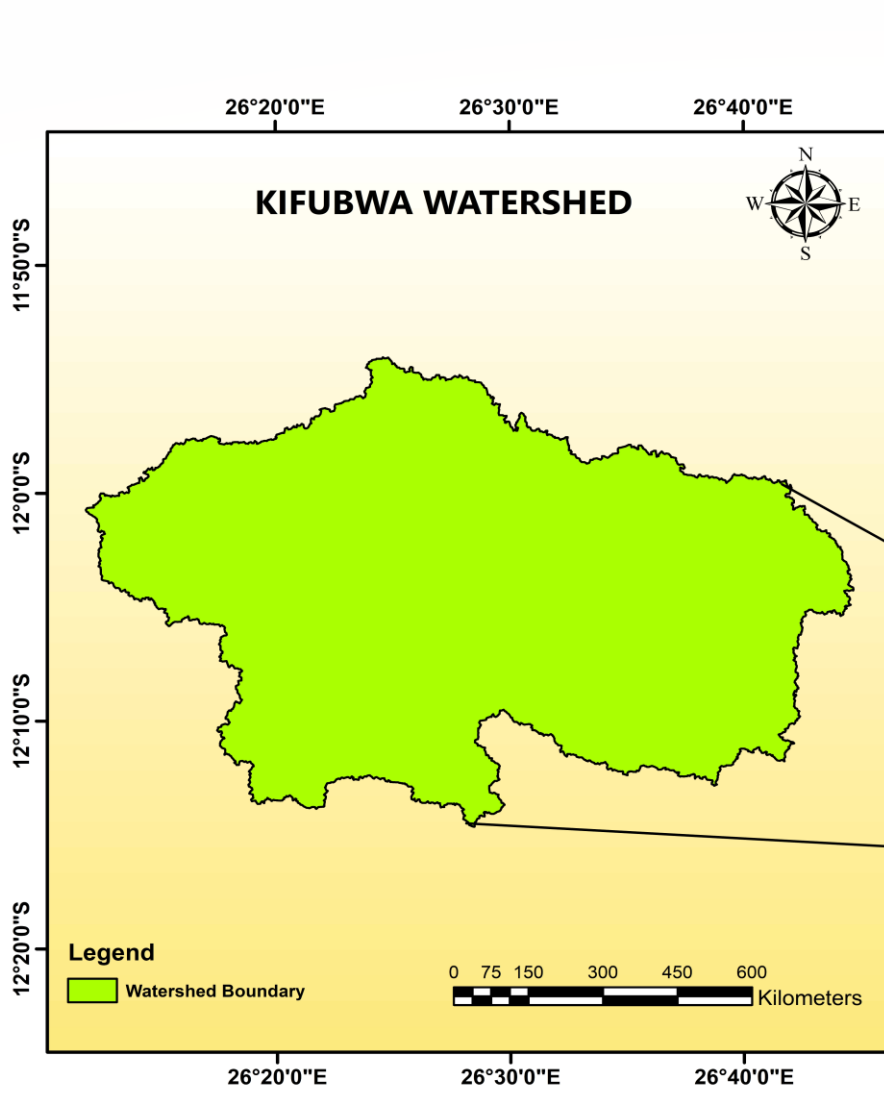 26°20'0"E 26°30'0"E 26°40'0"E
KIFUBWA WATERSHED
N
W E
S
11°50'0"S
12°0'0"S
12°10'0"S
12°20'0"S
Legend
Watershed Boundary
0 75 150 300 450 600
Kilometers
26°20'0"E 26°30'0"E 26°40'0"E